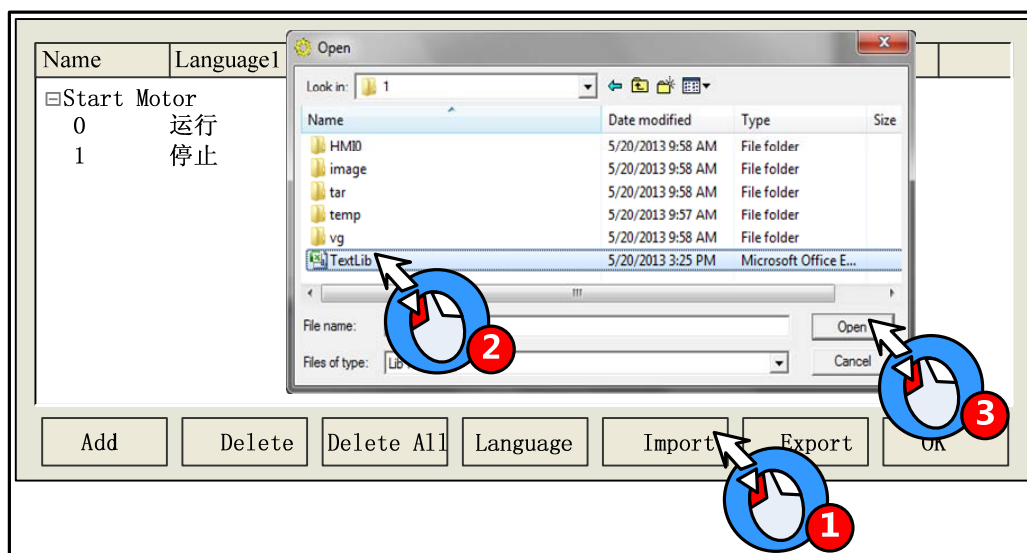 Name Language1
Start Motor
0 运行
1 停止
Open
Look in: 1
Name Date modified Type Size
HMI0 5/20/2013 9:58 AM File folder
image 5/20/2013 9:58 AM File folder
tar 5/20/2013 9:58 AM File folder
temp 5/20/2013 9:57 AM File folder
vg 5/20/2013 9:58 AM File folder
TextLib 5/20/2013 3:25 PM Microsoft Office E...
File name: Open
Files of type: Lib Cancel
2
3
Add Delete Delete All Language Import Export OK
1